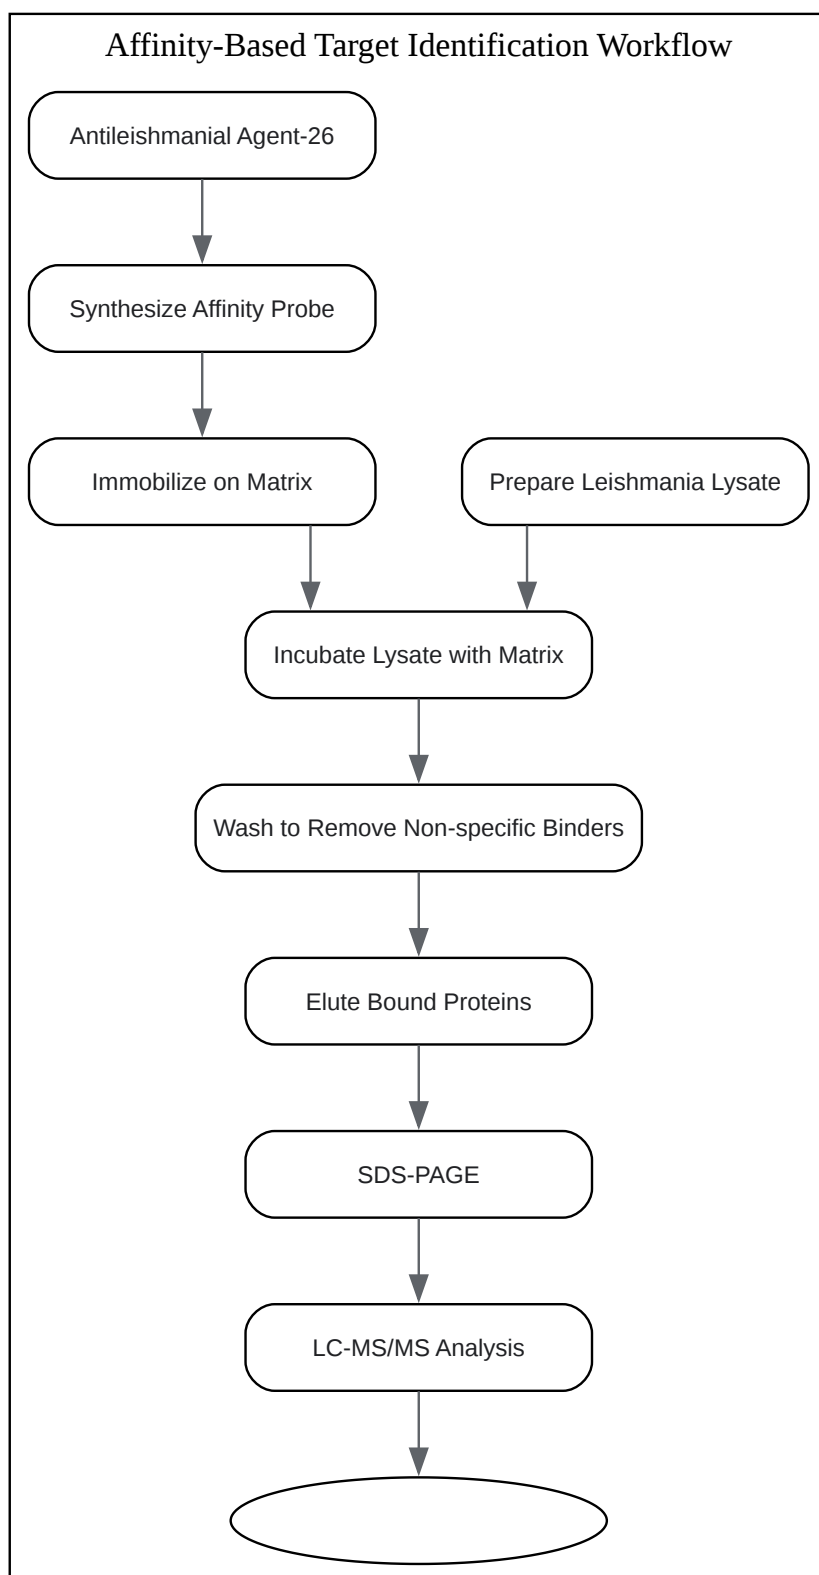 Affinity-Based Target Identification Workflow
Antileishmanial Agent-26
Synthesize Affinity Probe
Immobilize on Matrix
Prepare Leishmania Lysate
Incubate Lysate with Matrix
Wash to Remove Non-specific Binders
Elute Bound Proteins
SDS-PAGE
LC-MS/MS Analysis